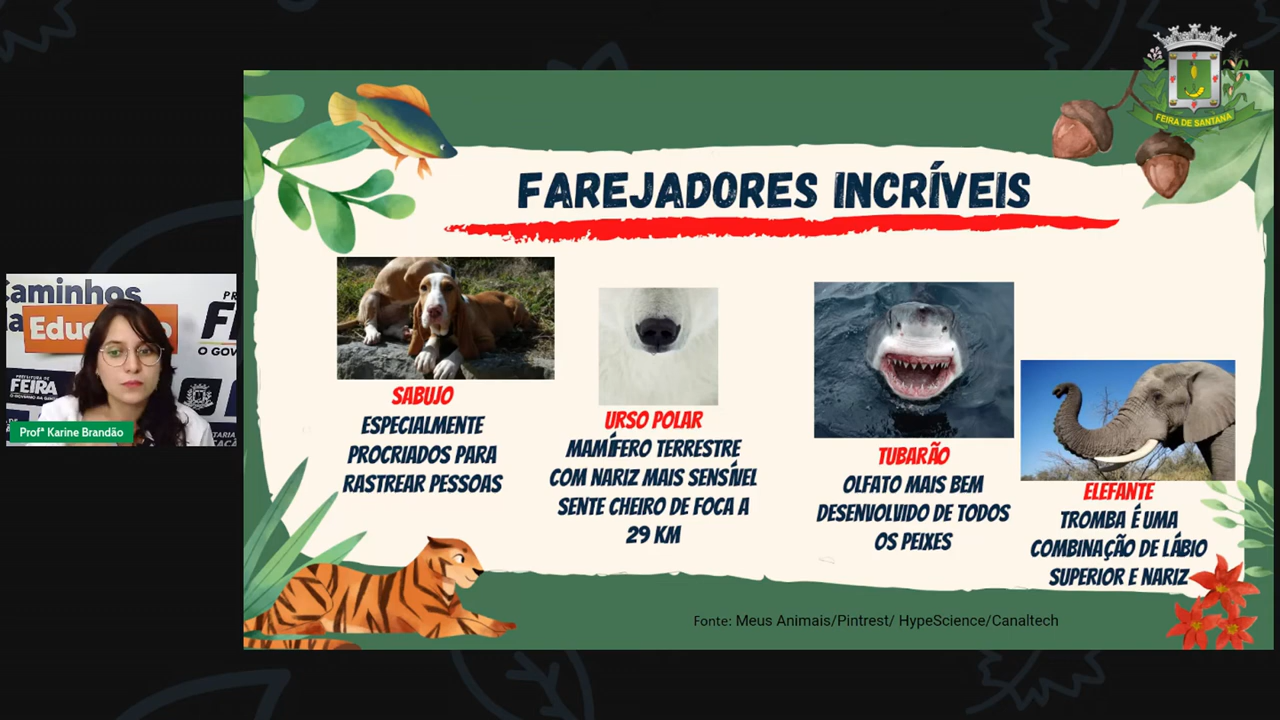 FEIRA DE SANTANA
FAREJADORES INCRÍVEIS
SABUJO
ESPECIALMENTE
PROCRIADOS PARA
RASTREAR PESSOAS
URSO POLAR
MAMÍFERO TERRESTRE
COM NARIZ MAIS SENSÍVEL
SENTE CHEIRO DE FOCA A
29 KM
TUBARÃO
OLFATO MAIS BEM
DESENVOLVIDO DE TODOS
OS PEIXES
ELEFANTE
TROMBA É UMA
COMBINAÇÃO DE LÁBIO
SUPERIOR E NARIZ
Fonte: Meus Animais/Pintrest/ HypeScience/Canaltech
aminhos
Edu
O GOV
FEIRA
Profª Karine Brandão